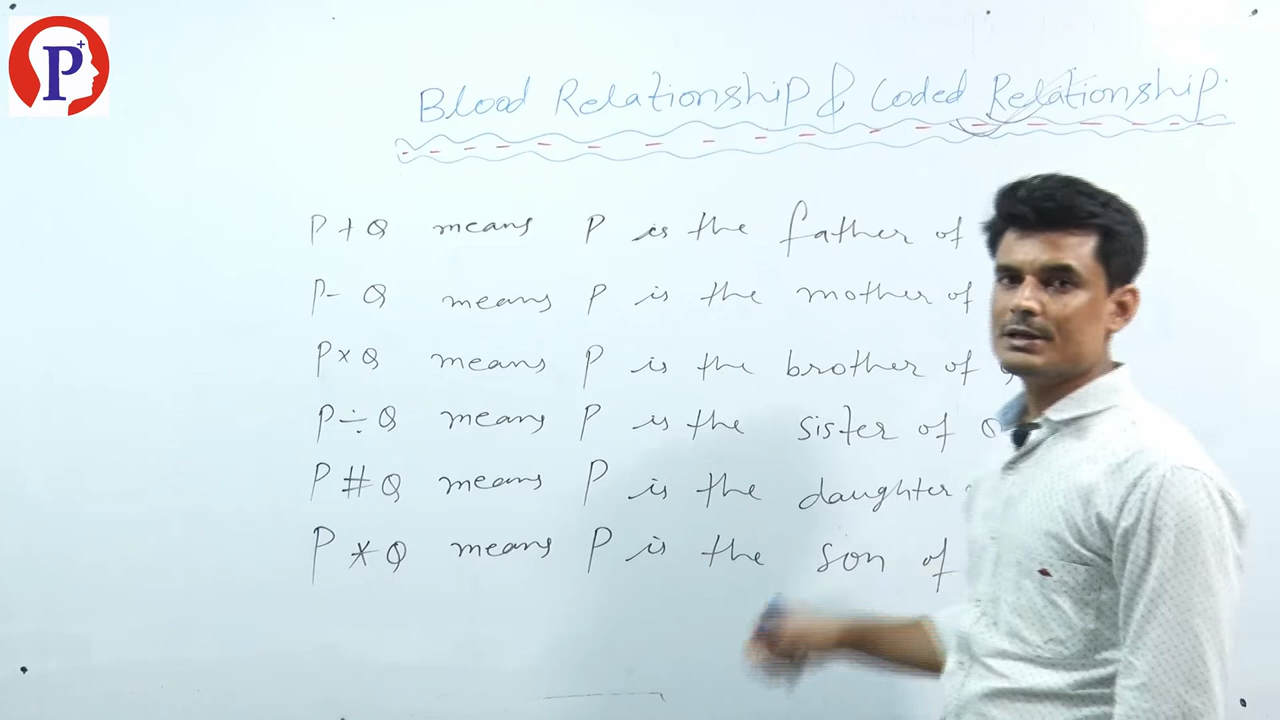 P+
Blood Relationship & Coded Relationship.
P + Q means P is the father of
P - Q means P is the mother of
P × Q means P is the brother of
P ÷ Q means P is the sister of Q
P # Q means P is the daughter
P * Q means P is the son of